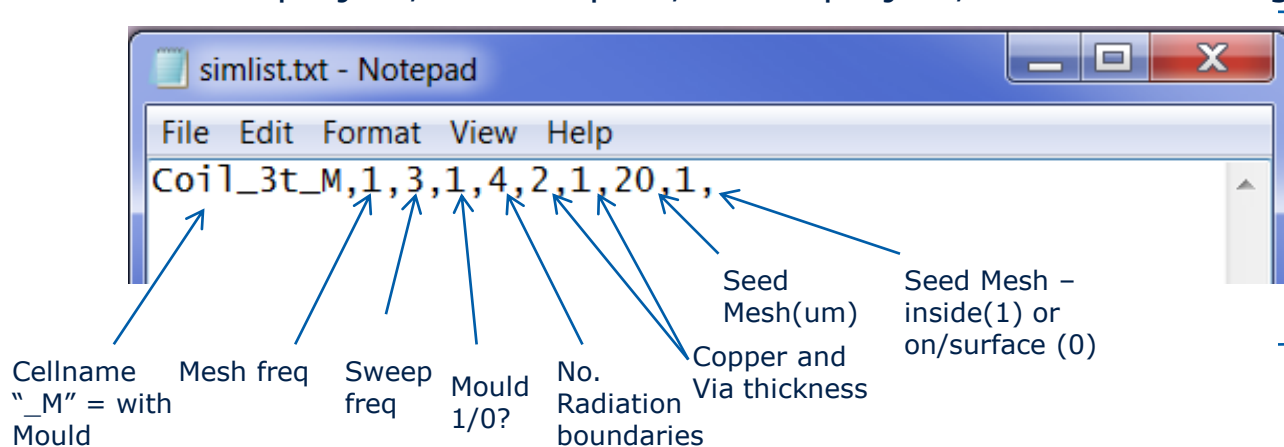 simlist.txt - Notepad
File Edit Format View Help
Coil_3t_M,1,3,1,4,2,1,20,1,
Seed
Mesh(um)
Seed Mesh –
inside(1) or
on/surface (0)
Cellname
“_M” = with
Mould
Mesh freq
Sweep
freq
Mould
1/0?
No.
Radiation
boundaries
Copper and
Via thickness